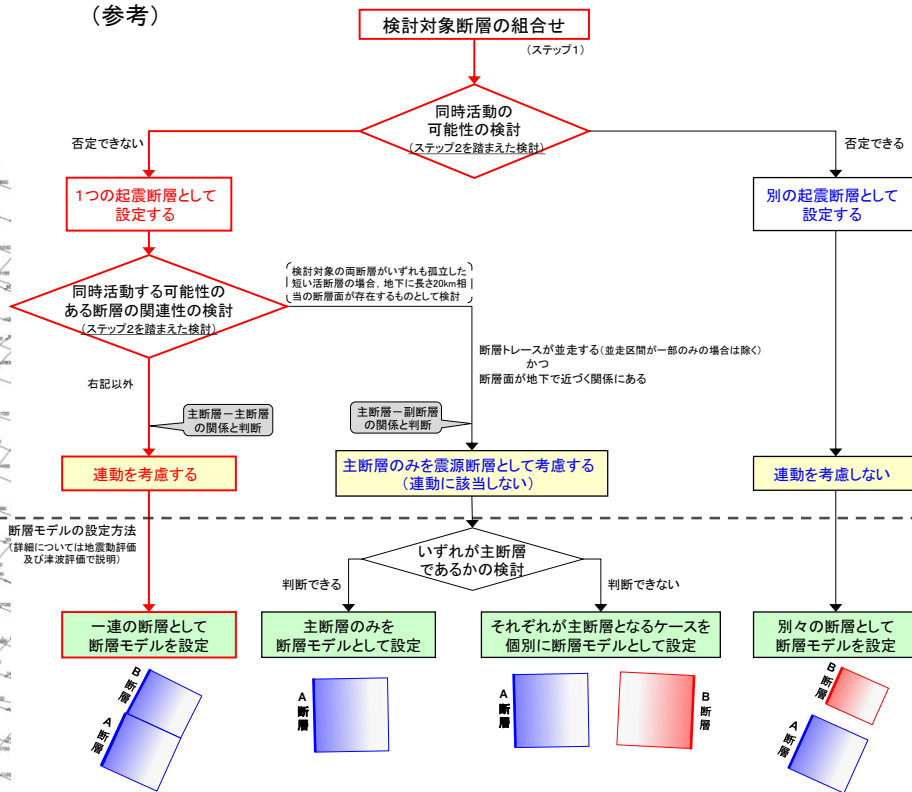 (参考)
検討対象断層の組合せ
(ステップ1)
同時活動の
可能性の検討
(ステップ2を踏まえた検討)
否定できない
否定できる
1つの起震断層として
設定する
別の起震断層として
設定する
同時活動する可能性の
ある断層の関連性の検討
(ステップ2を踏まえた検討)
検討対象の両断層がいずれも孤立した
短い活断層の場合，地下に長さ20km相
当の断層面が存在するものとして検討
断層トレースが並走する(並走区間が一部のみの場合は除く)
かつ
断層面が地下で近づく関係にある
右記以外
主断層－主断層
の関係と判断
主断層－副断層
の関係と判断
連動を考慮する
主断層のみを震源断層として考慮する
(連動に該当しない)
連動を考慮しない
断層モデルの設定方法
(詳細については地震動評価
及び津波評価で説明)
いずれが主断層
であるかの検討
判断できる
判断できない
一連の断層として
断層モデルを設定
主断層のみを
断層モデルとして設定
それぞれが主断層となるケースを
個別に断層モデルとして設定
別々の断層として
断層モデルを設定
B断層
A断層
A断層
A断層
B断層
B断層
A断層